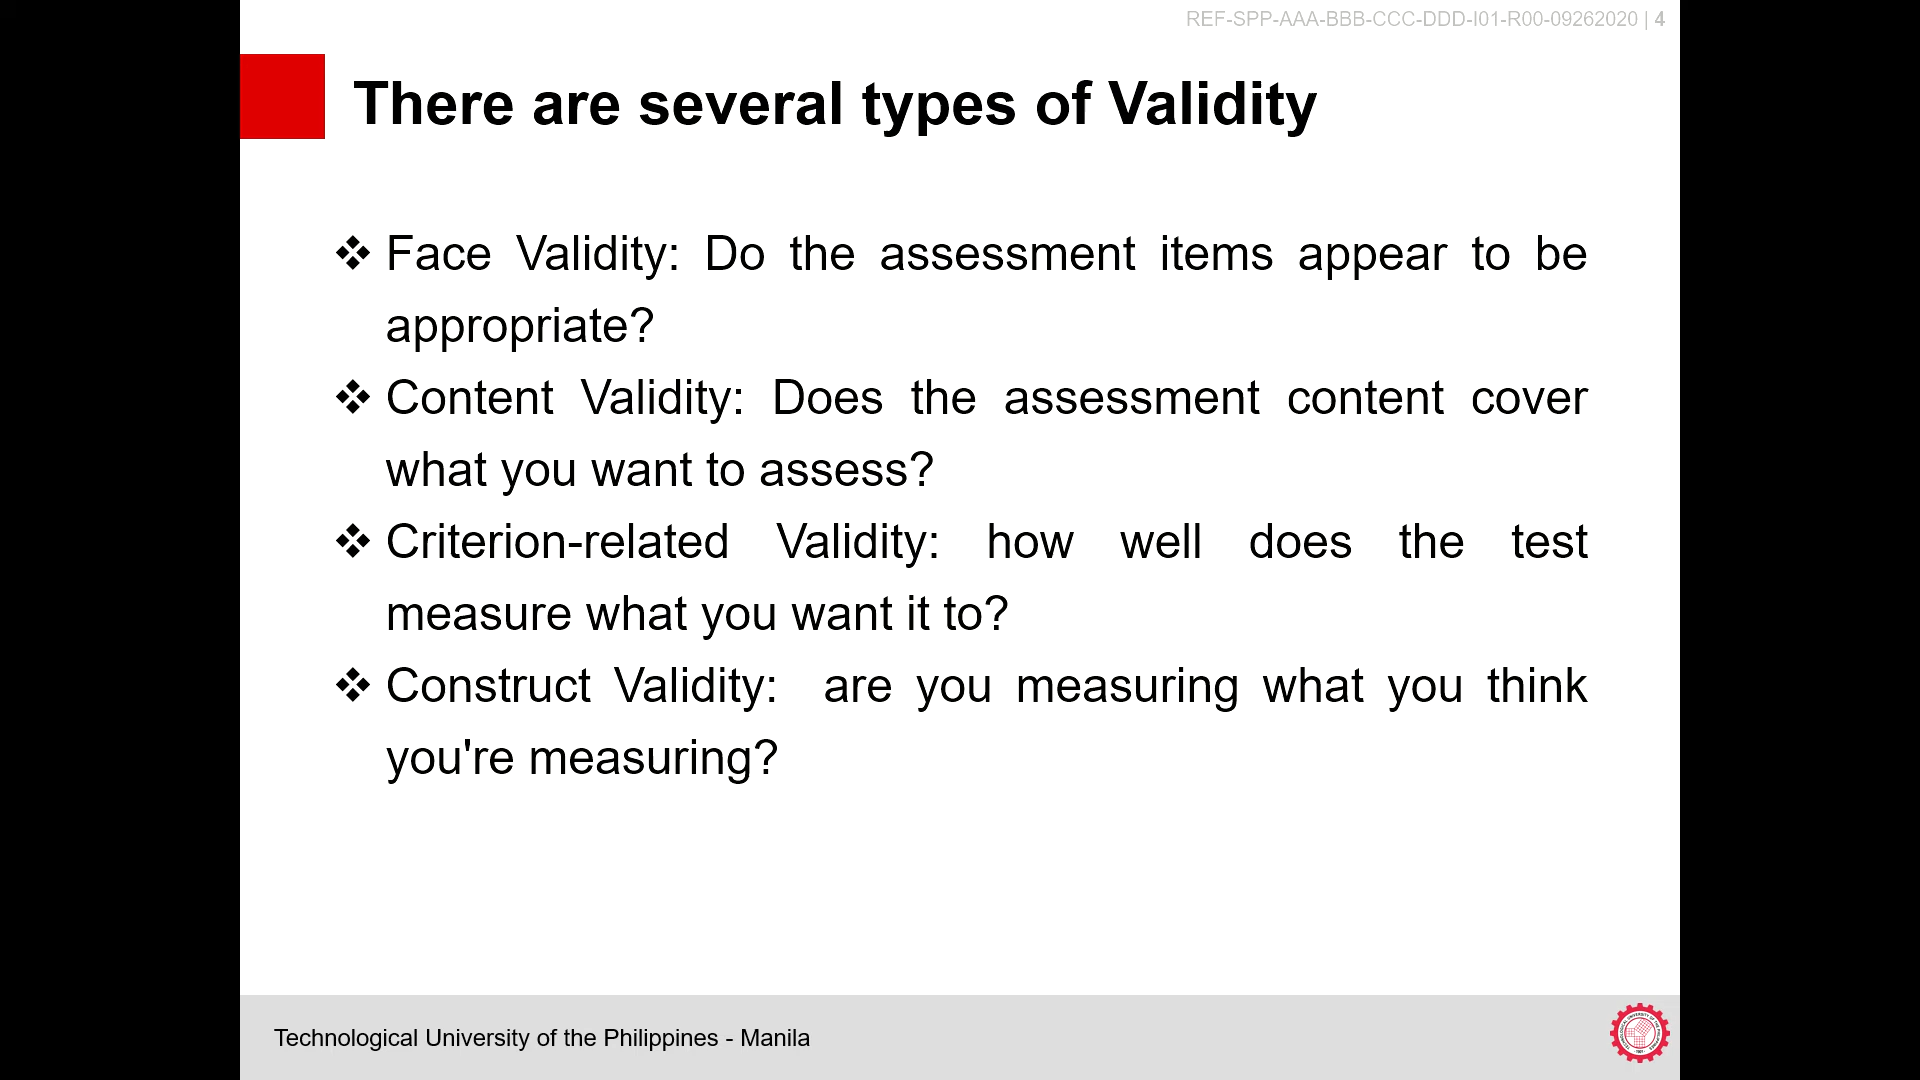 REF-SPP-AAA-BBB-CCC-DDD-I01-R00-09262020 | 4
There are several types of Validity
❖ Face Validity: Do the assessment items appear to be
appropriate?
❖ Content Validity: Does the assessment content cover
what you want to assess?
❖ Criterion-related Validity: how well does the test
measure what you want it to?
❖ Construct Validity: are you measuring what you think
you're measuring?
Technological University of the Philippines - Manila